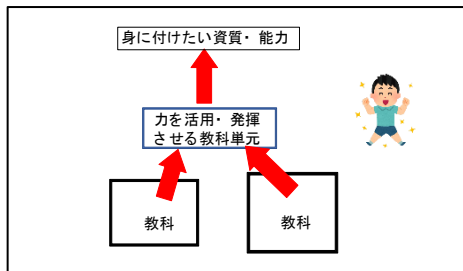 身に付けたい資質・能力
力を活用・発揮
させる教科単元
教科
教科